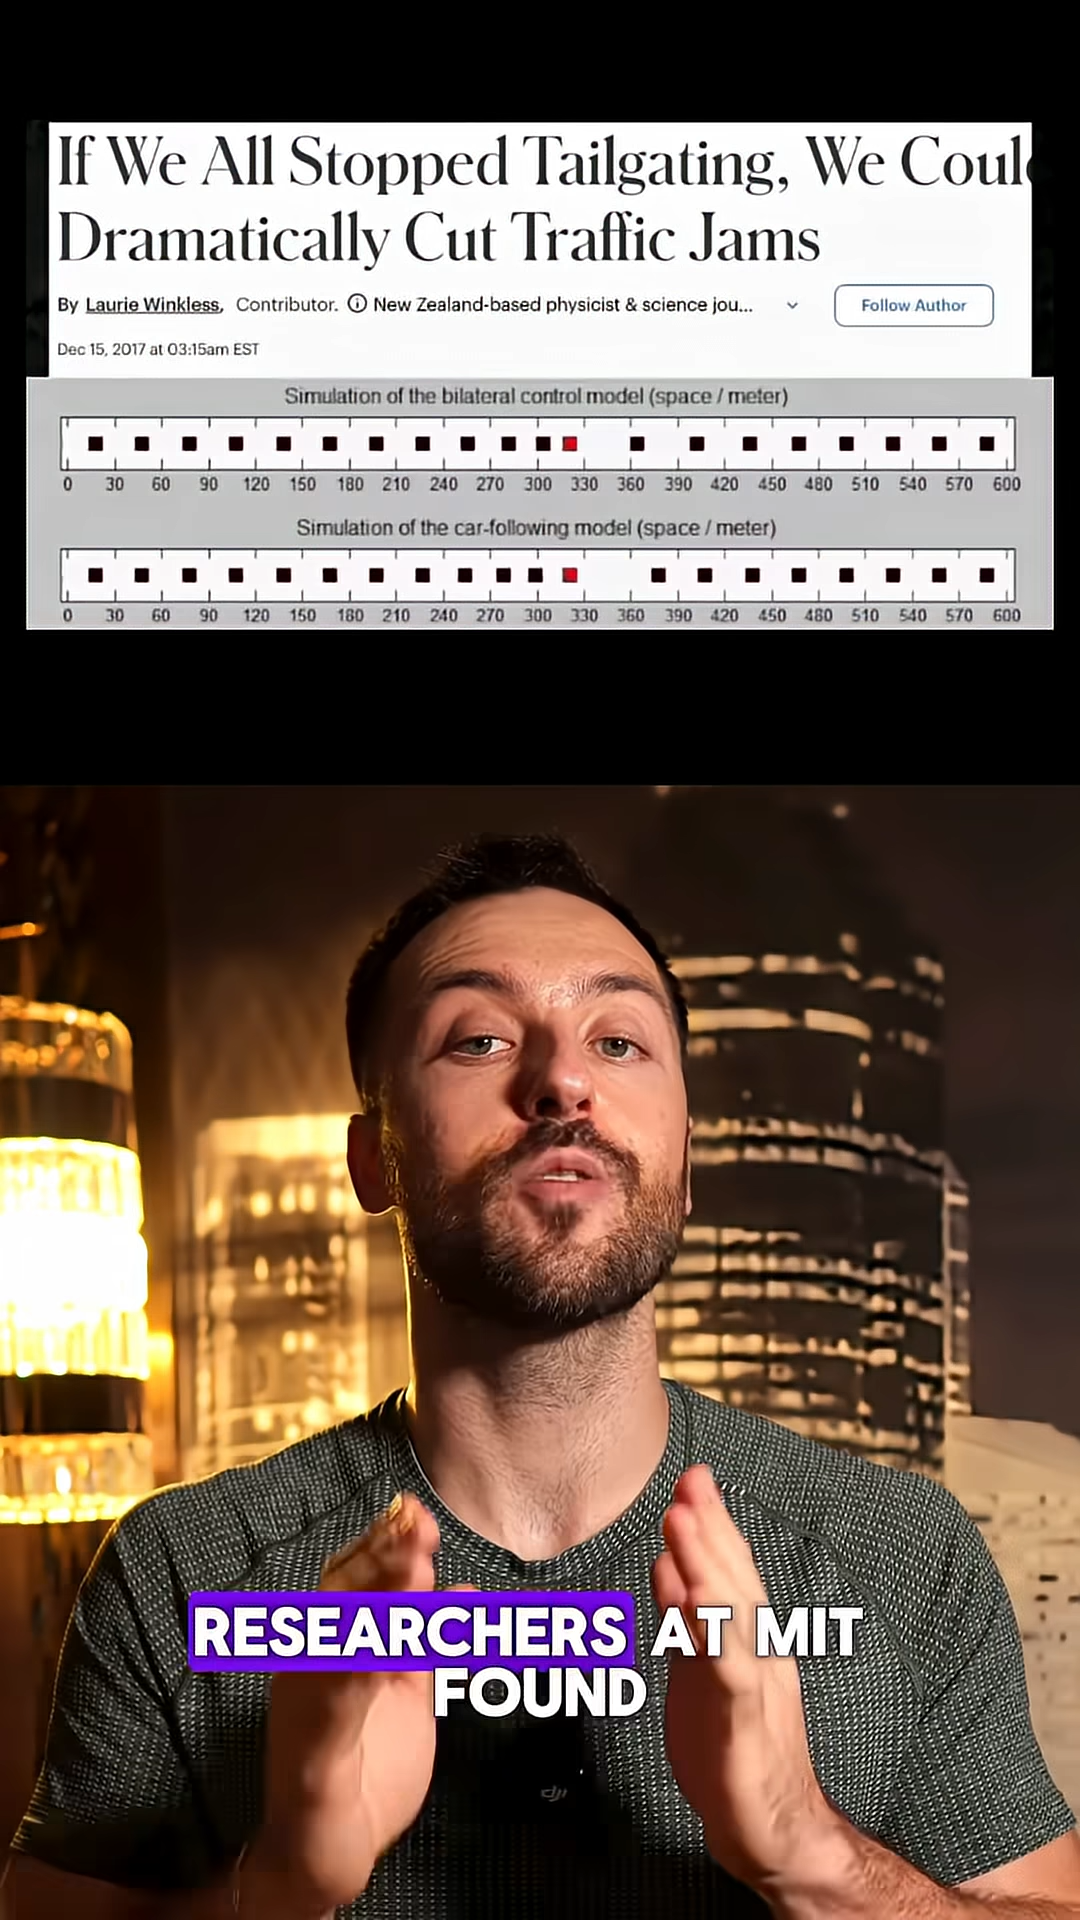 If We All Stopped Tailgating, We Could
Dramatically Cut Traffic Jams
By Laurie Winkless, Contributor. ⓘ New Zealand-based physicist & science jou... Follow Author
Dec 15, 2017 at 03:15am EST
Simulation of the bilateral control model (space / meter)
0 30 60 90 120 150 180 210 240 270 300 330 360 390 420 450 480 510 540 570 600
Simulation of the car-following model (space / meter)
0 30 60 90 120 150 180 210 240 270 300 330 360 390 420 450 480 510 540 570 600
RESEARCHERS AT MIT
FOUND
dji